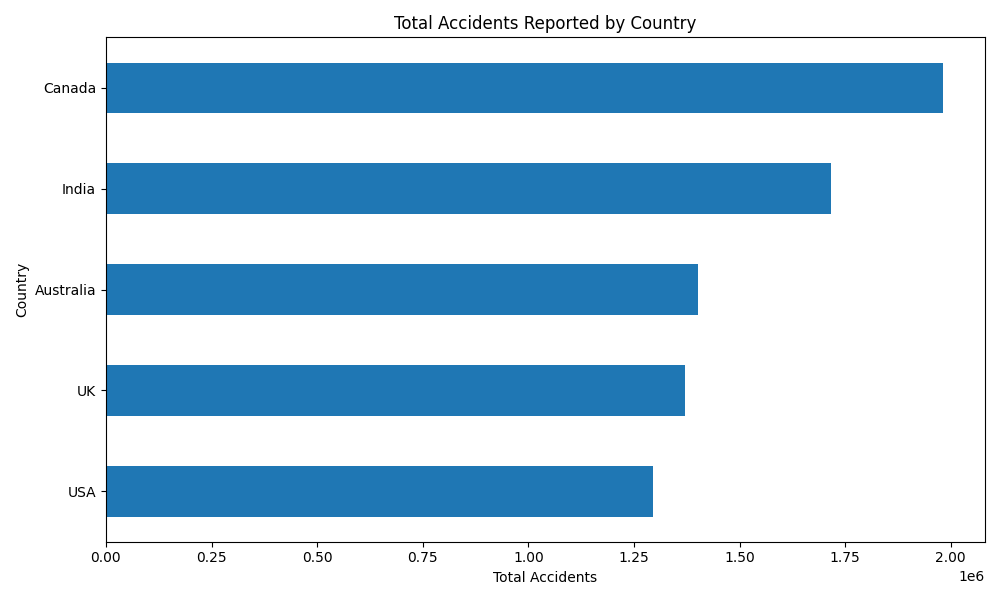 Total Accidents Reported by Country
Canada
India
Australia
UK
USA
Country
0.00 0.25 0.50 0.75 1.00 1.25 1.50 1.75 2.00
1e6
Total Accidents